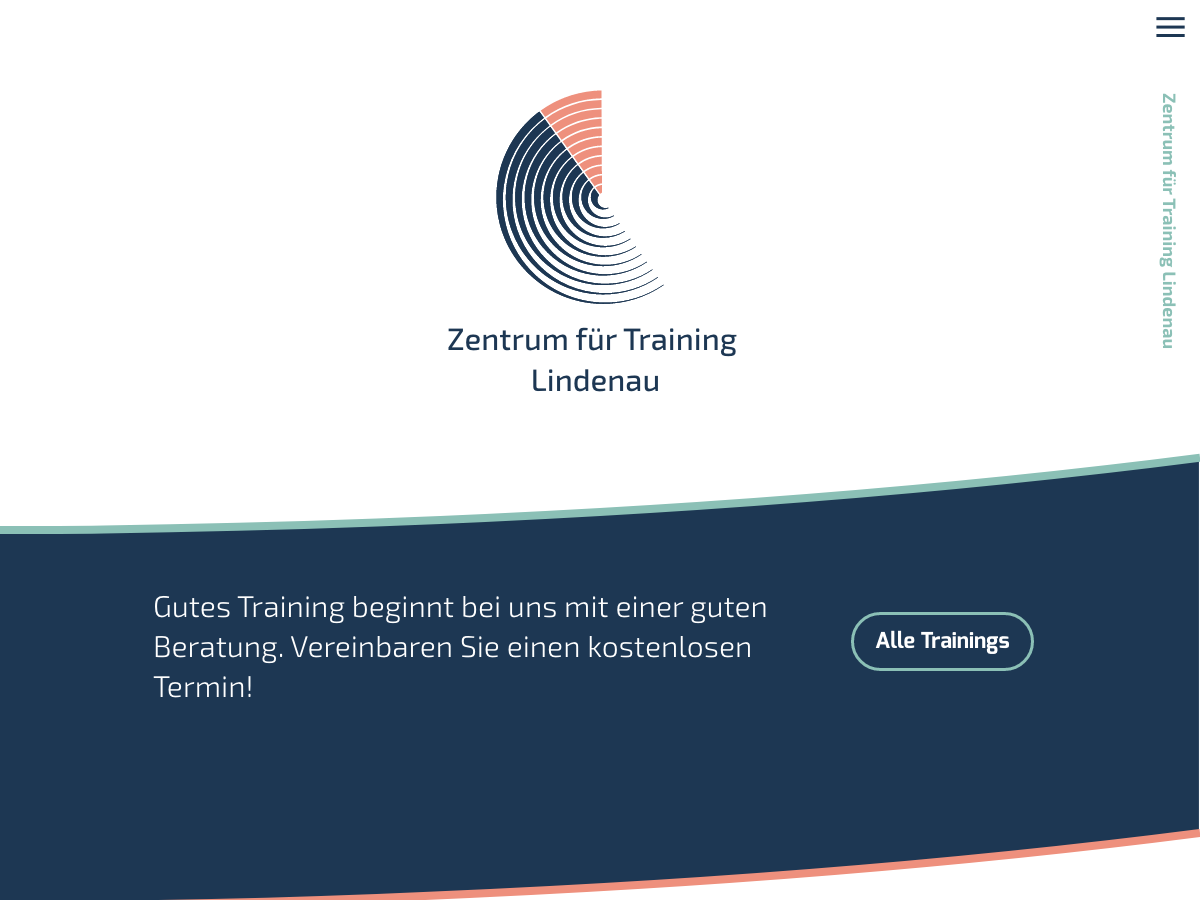 Zentrum für Training
Lindenau
Zentrum für Training Lindenau
Gutes Training beginnt bei uns mit einer guten
Beratung. Vereinbaren Sie einen kostenlosen
Termin!
Alle Trainings